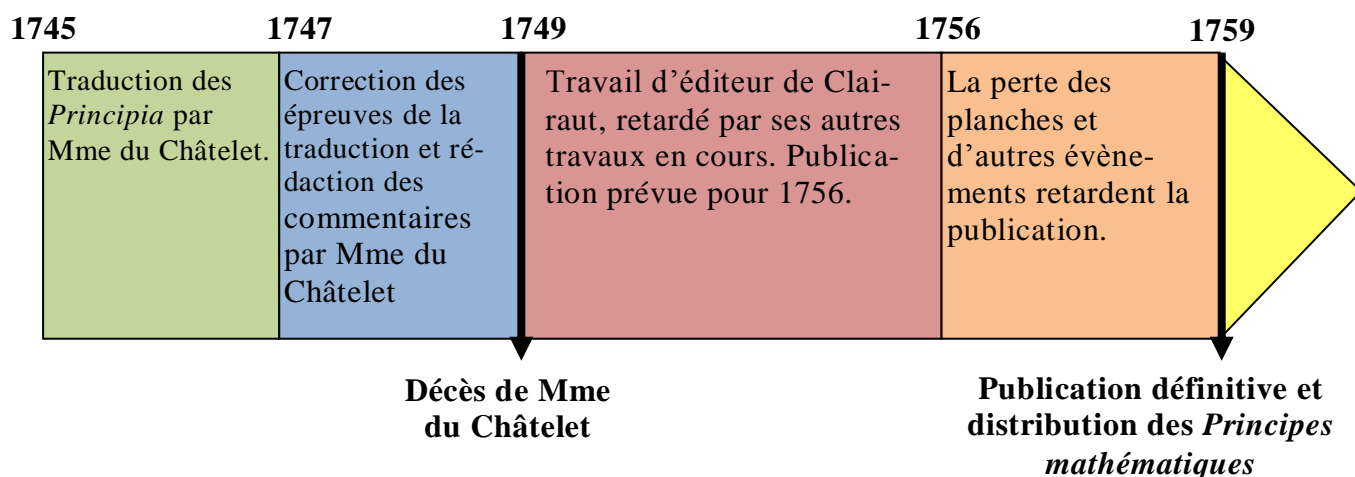 1745
1747
1749
1756
1759
Traduction des
Principia par
Mme du Châtelet.
Correction des
épreuves de la
traduction et ré-
daction des
commentaires
par Mme du
Châtelet
Travail d’éditeur de Clai-
raut, retardé par ses autres
travaux en cours. Publica-
tion prévue pour 1756.
La perte des
planches et
d’autres évène-
ments retardent la
publication.
Décès de Mme
du Châtelet
Publication définitive et
distribution des Principes
mathématiques